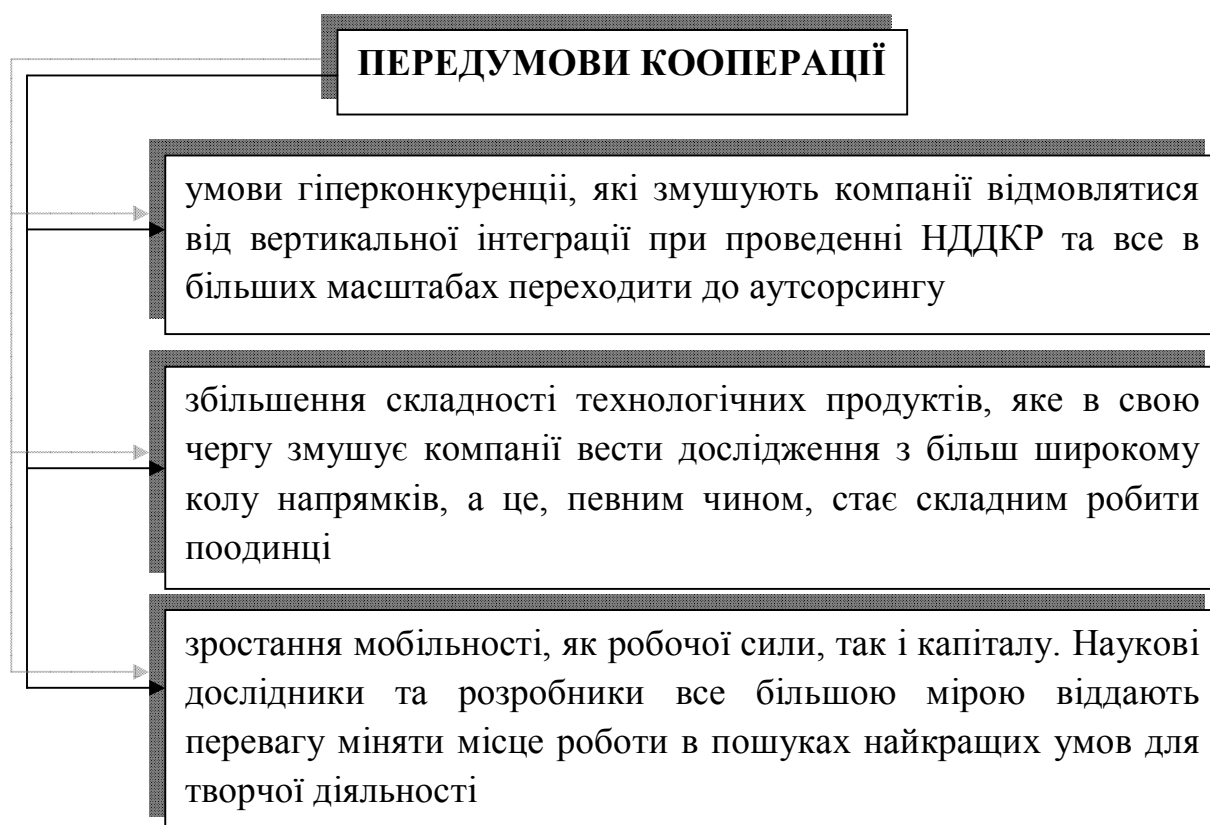 ПЕРЕДУМОВИ КООПЕРАЦІЇ
умови гіперконкуренціі, які змушують компанії відмовлятися
від вертикальної інтеграції при проведенні НДДКР та все в
більших масштабах переходити до аутсорсингу
збільшення складності технологічних продуктів, яке в свою
чергу змушує компанії вести дослідження з більш широкому
колу напрямків, а це, певним чином, стає складним робити
поодинці
зростання мобільності, як робочої сили, так і капіталу. Наукові
дослідники та розробники все більшою мірою віддають
перевагу міняти місце роботи в пошуках найкращих умов для
творчої діяльності